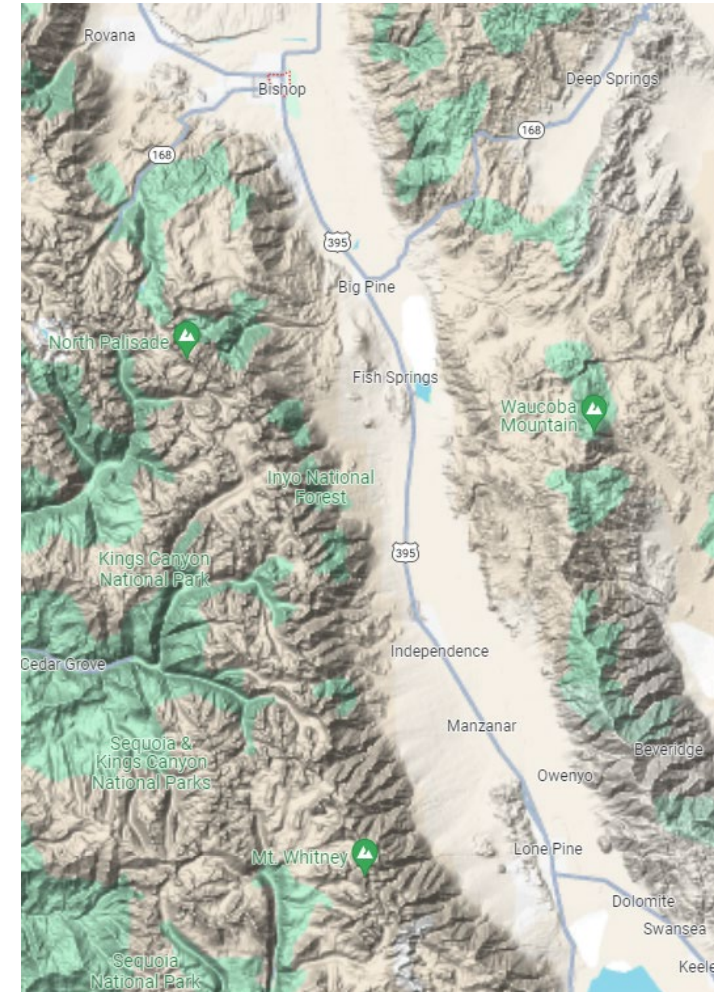 Rovana
Bishop
Deep Springs
168
168
395
Big Pine
North Palisade
Fish Springs
Waucoba
Mountain
Inyo National
Forest
395
Kings Canyon
National Park
Independence
Cedar Grove
Manzanar
Sequoia &
Kings Canyon
National Parks
Beveridge
Owenyo
Lone Pine
Mt. Whitney
Dolomite
Swansea
Sequoia
National Park
Keele